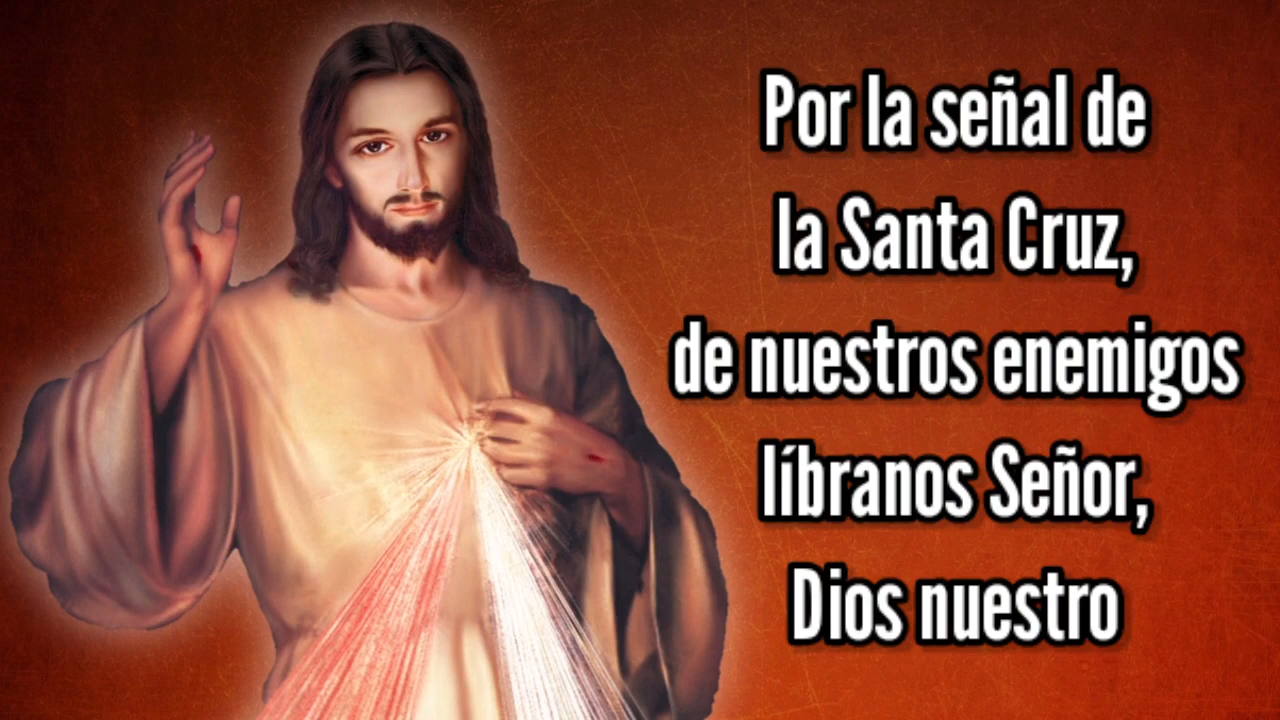 Por la señal de
la Santa Cruz,
de nuestros enemigos
líbranos Señor,
Dios nuestro